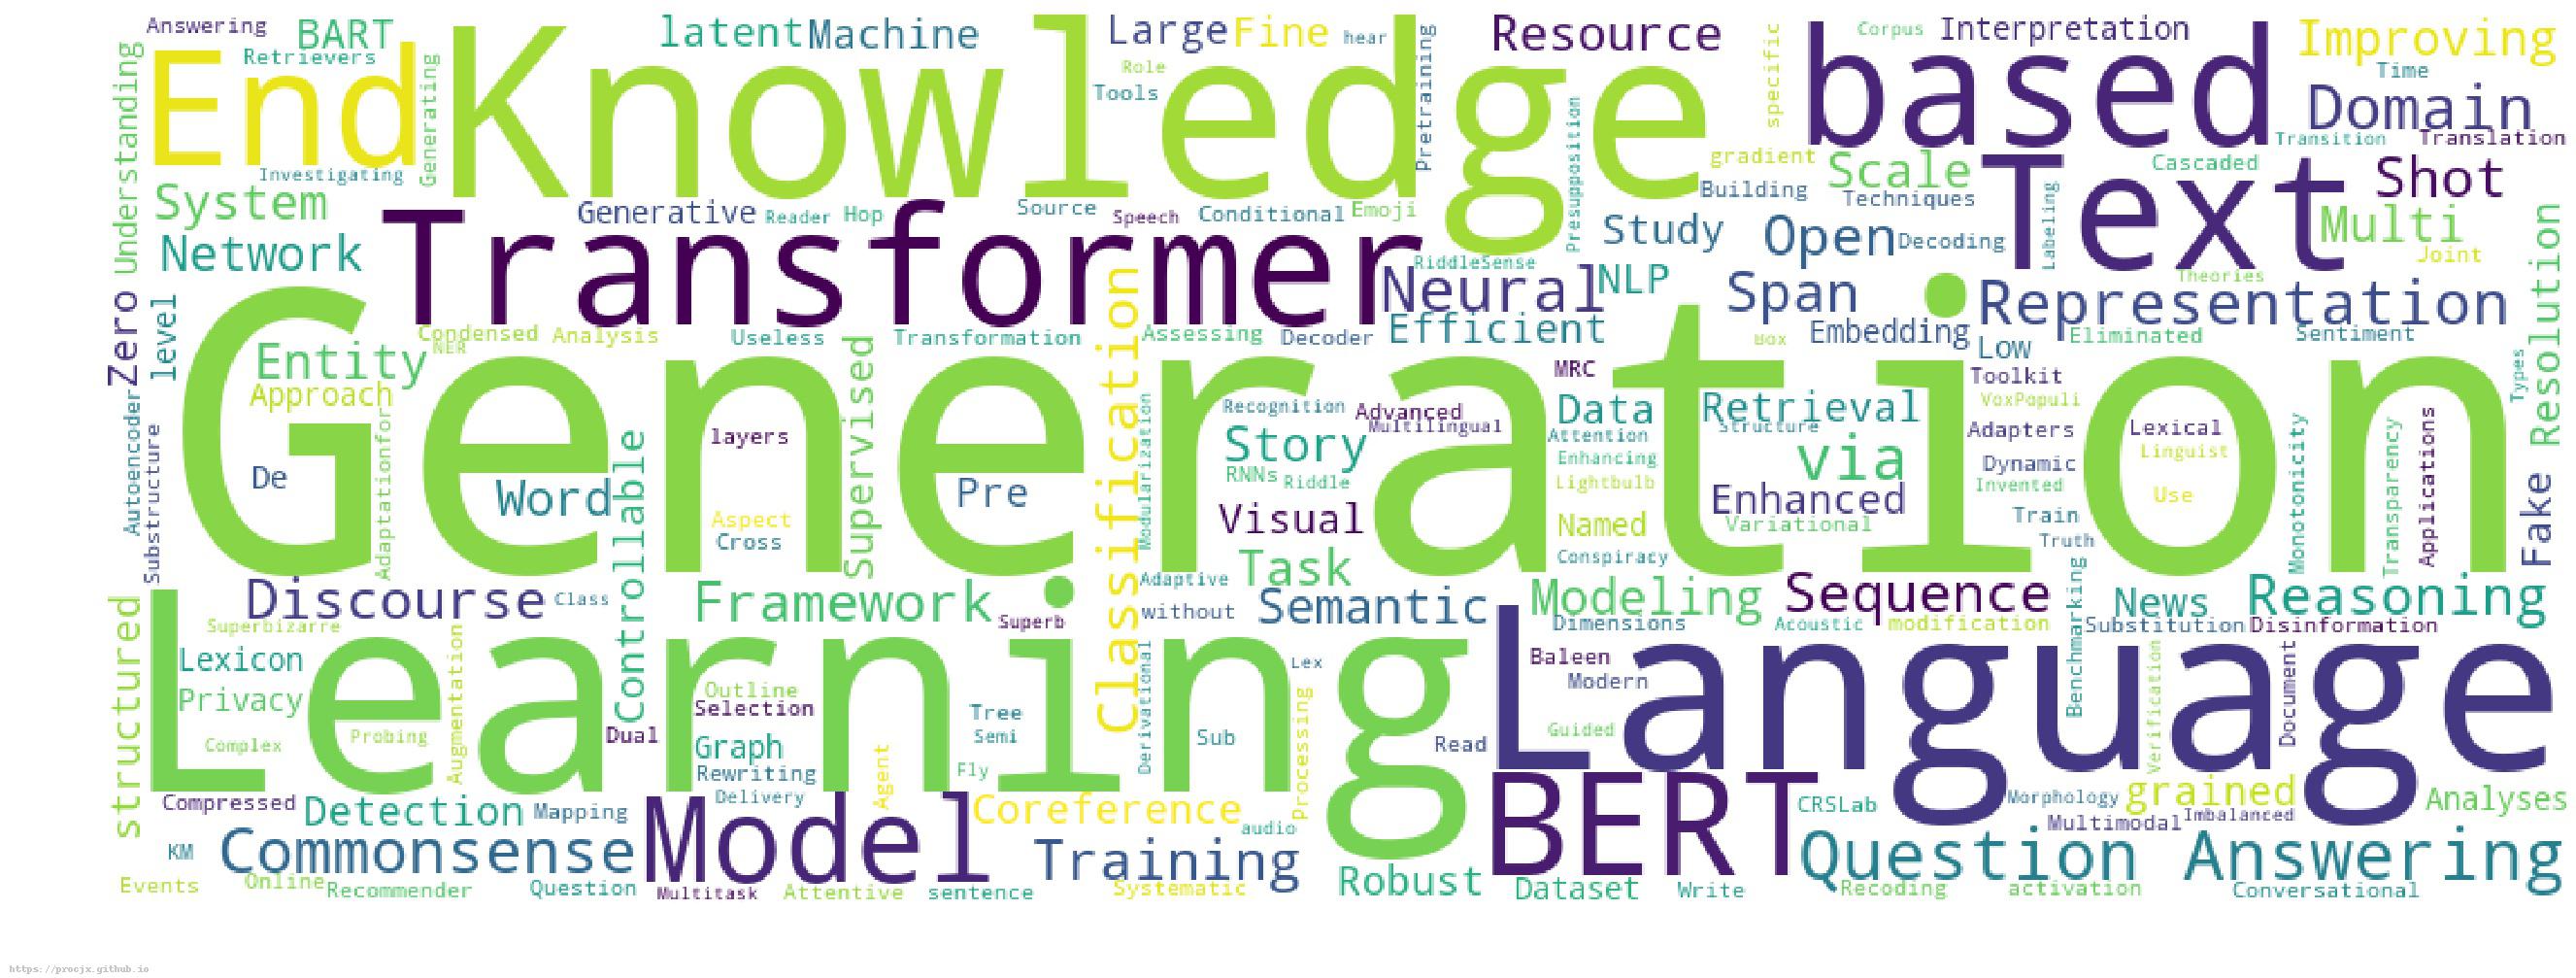 Answering
BART
latent
Machine
Large
Fine
hear
Resource
Corpus
Interpretation
Improving
Retrievers
Understanding
End
Generating
Knowledge
Role
Tools
Pretraining
specific
based
Time
Domain
Transition
Translation
Investigating
System
Generative
Reader
Hop
Source
Speech
Conditional
Emoji
Presupposition
gradient
Building
Scale
Techniques
Labeling
Cascaded
Text
Shot
Multi
Joint
Network
Transformer
Study
Open
Decoding
RiddleSense
Neural
NLP
Span
Theories
Representation
Resolution
Zero
level
Condensed
Analysis
NER
Useless
Transformation
Assessing
Decoder
Efficient
Box
Embedding
Low
Eliminated
Sentiment
Entity
Approach
Generation
Supervised
Classification
MRC
Toolkit
Types
Autoencoder
Substructure
Adaptationfor
layers
Recognition
Advanced
Multilingual
Data
Retrieval
Structure
VoxPopuli
Attention
Adapters
Lexical
Linguist
Monotonicity
Transparency
Applications
De
Word
Controllable
Pre
Modularization
Story
RNNs
Riddle
Enhancing
Lightbulb
via
Dynamic
Invented
Use
Aspect
Cross
Visual
Named
Enhanced
Variational
Train
Truth
Fake
Conspiracy
Task
Adaptive
Discourse
Class
Framework
Superb
without
Semantic
Modeling
Sequence
Benchmarking
News
Reasoning
structured
Superbizarre
Dimensions
Acoustic
modification
Substitution
Disinformation
Lexicon
Privacy
Learning
Augmentation
Derivational
Lex
Baleen
Modern
Language
Verification
Document
Complex
Probing
Dual
Outline
Selection
Graph
Rewriting
Tree
Semi
Fly
Sub
processing
Read
Guided
Compressed
Detection
Mapping
Delivery
Agent
Coreference
audio
BERT
CRSLab
Morphology
grained
Analyses
Multimodal
Imbalanced
KM
Commonsense
Model
Training
Question
Answering
Events
Online
Recommender
Question
Multitask
Attentive
sentence
Systematic
Robust
Dataset
Write
Recoding
activation
Conversational
https://procjx.github.io